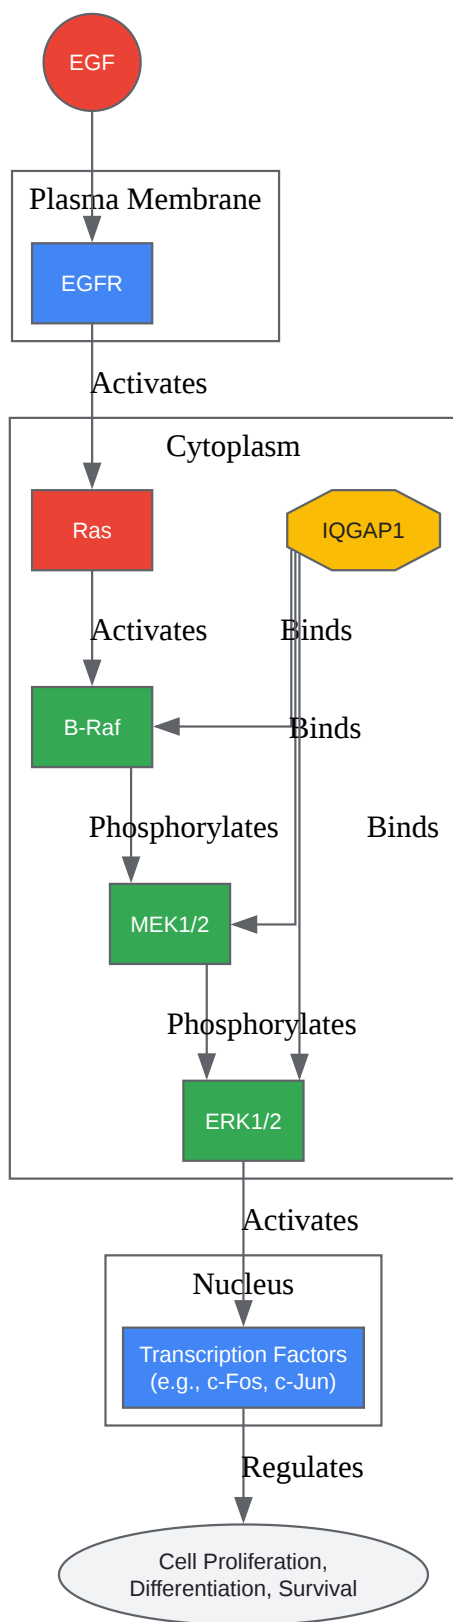 EGF
Plasma Membrane
EGFR
Activates
Cytoplasm
Ras
IQGAP1
Activates
Binds
B-Raf
Binds
Phosphorylates
Binds
MEK1/2
Phosphorylates
ERK1/2
Activates
Nucleus
Transcription Factors
(e.g., c-Fos, c-Jun)
Regulates
Cell Proliferation,
Differentiation, Survival